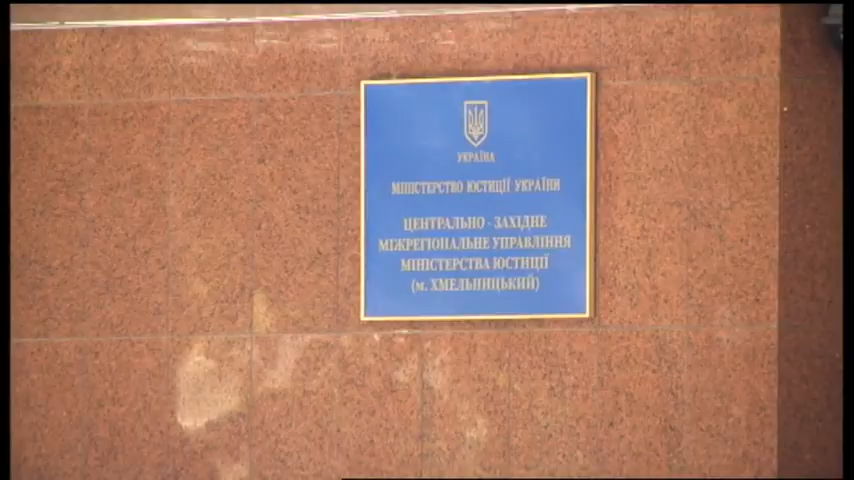 УКРАЇНА
МІНІСТЕРСТВО ЮСТИЦІЇ УКРАЇНИ
ЦЕНТРАЛЬНО - ЗАХІДНЕ
МІЖРЕГІОНАЛЬНЕ УПРАВЛІННЯ
МІНІСТЕРСТВА ЮСТИЦІЇ
(м. ХМЕЛЬНИЦЬКИЙ)